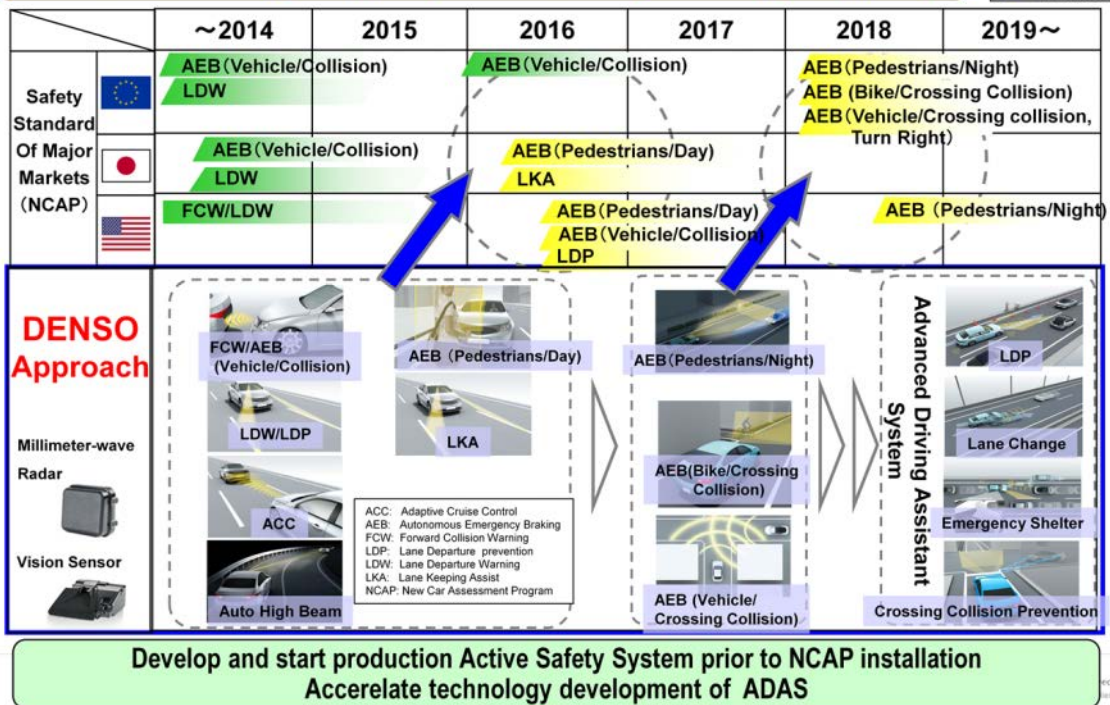 ～2014
2015
2016
2017
2018
2019～
Safety
Standard
Of Major
Markets
（NCAP）
AEB（Vehicle/Collision）
LDW
AEB（Vehicle/Collision）
AEB（Pedestrians/Night）
AEB (Bike/Crossing Collision)
AEB（Vehicle/Crossing collision,
Turn Right）
AEB（Vehicle/Collision）
LDW
AEB（Pedestrians/Day）
LKA
FCW/LDW
AEB（Pedestrians/Day）
AEB（Vehicle/Collision）
LDP
AEB （Pedestrians/Night）
DENSO
Approach
Millimeter-wave
Radar
Vision Sensor
FCW/AEB
(Vehicle/Collision)
LDW/LDP
ACC
Auto High Beam
AEB （Pedestrians/Day）
LKA
ACC: Adaptive Cruise Control
AEB: Autonomous Emergency Braking
FCW: Forward Collision Warning
LDP: Lane Departure prevention
LDW: Lane Departure Warning
LKA: Lane Keeping Assist
NCAP: New Car Assessment Program
AEB（Pedestrians/Night）
AEB(Bike/Crossing
Collision)
AEB (Vehicle/
Crossing Collision)
Advanced Driving Assistant
System
LDP
Lane Change
Emergency Shelter
Crossing Collision Prevention
Develop and start production Active Safety System prior to NCAP installation
Accerelate technology development of ADAS